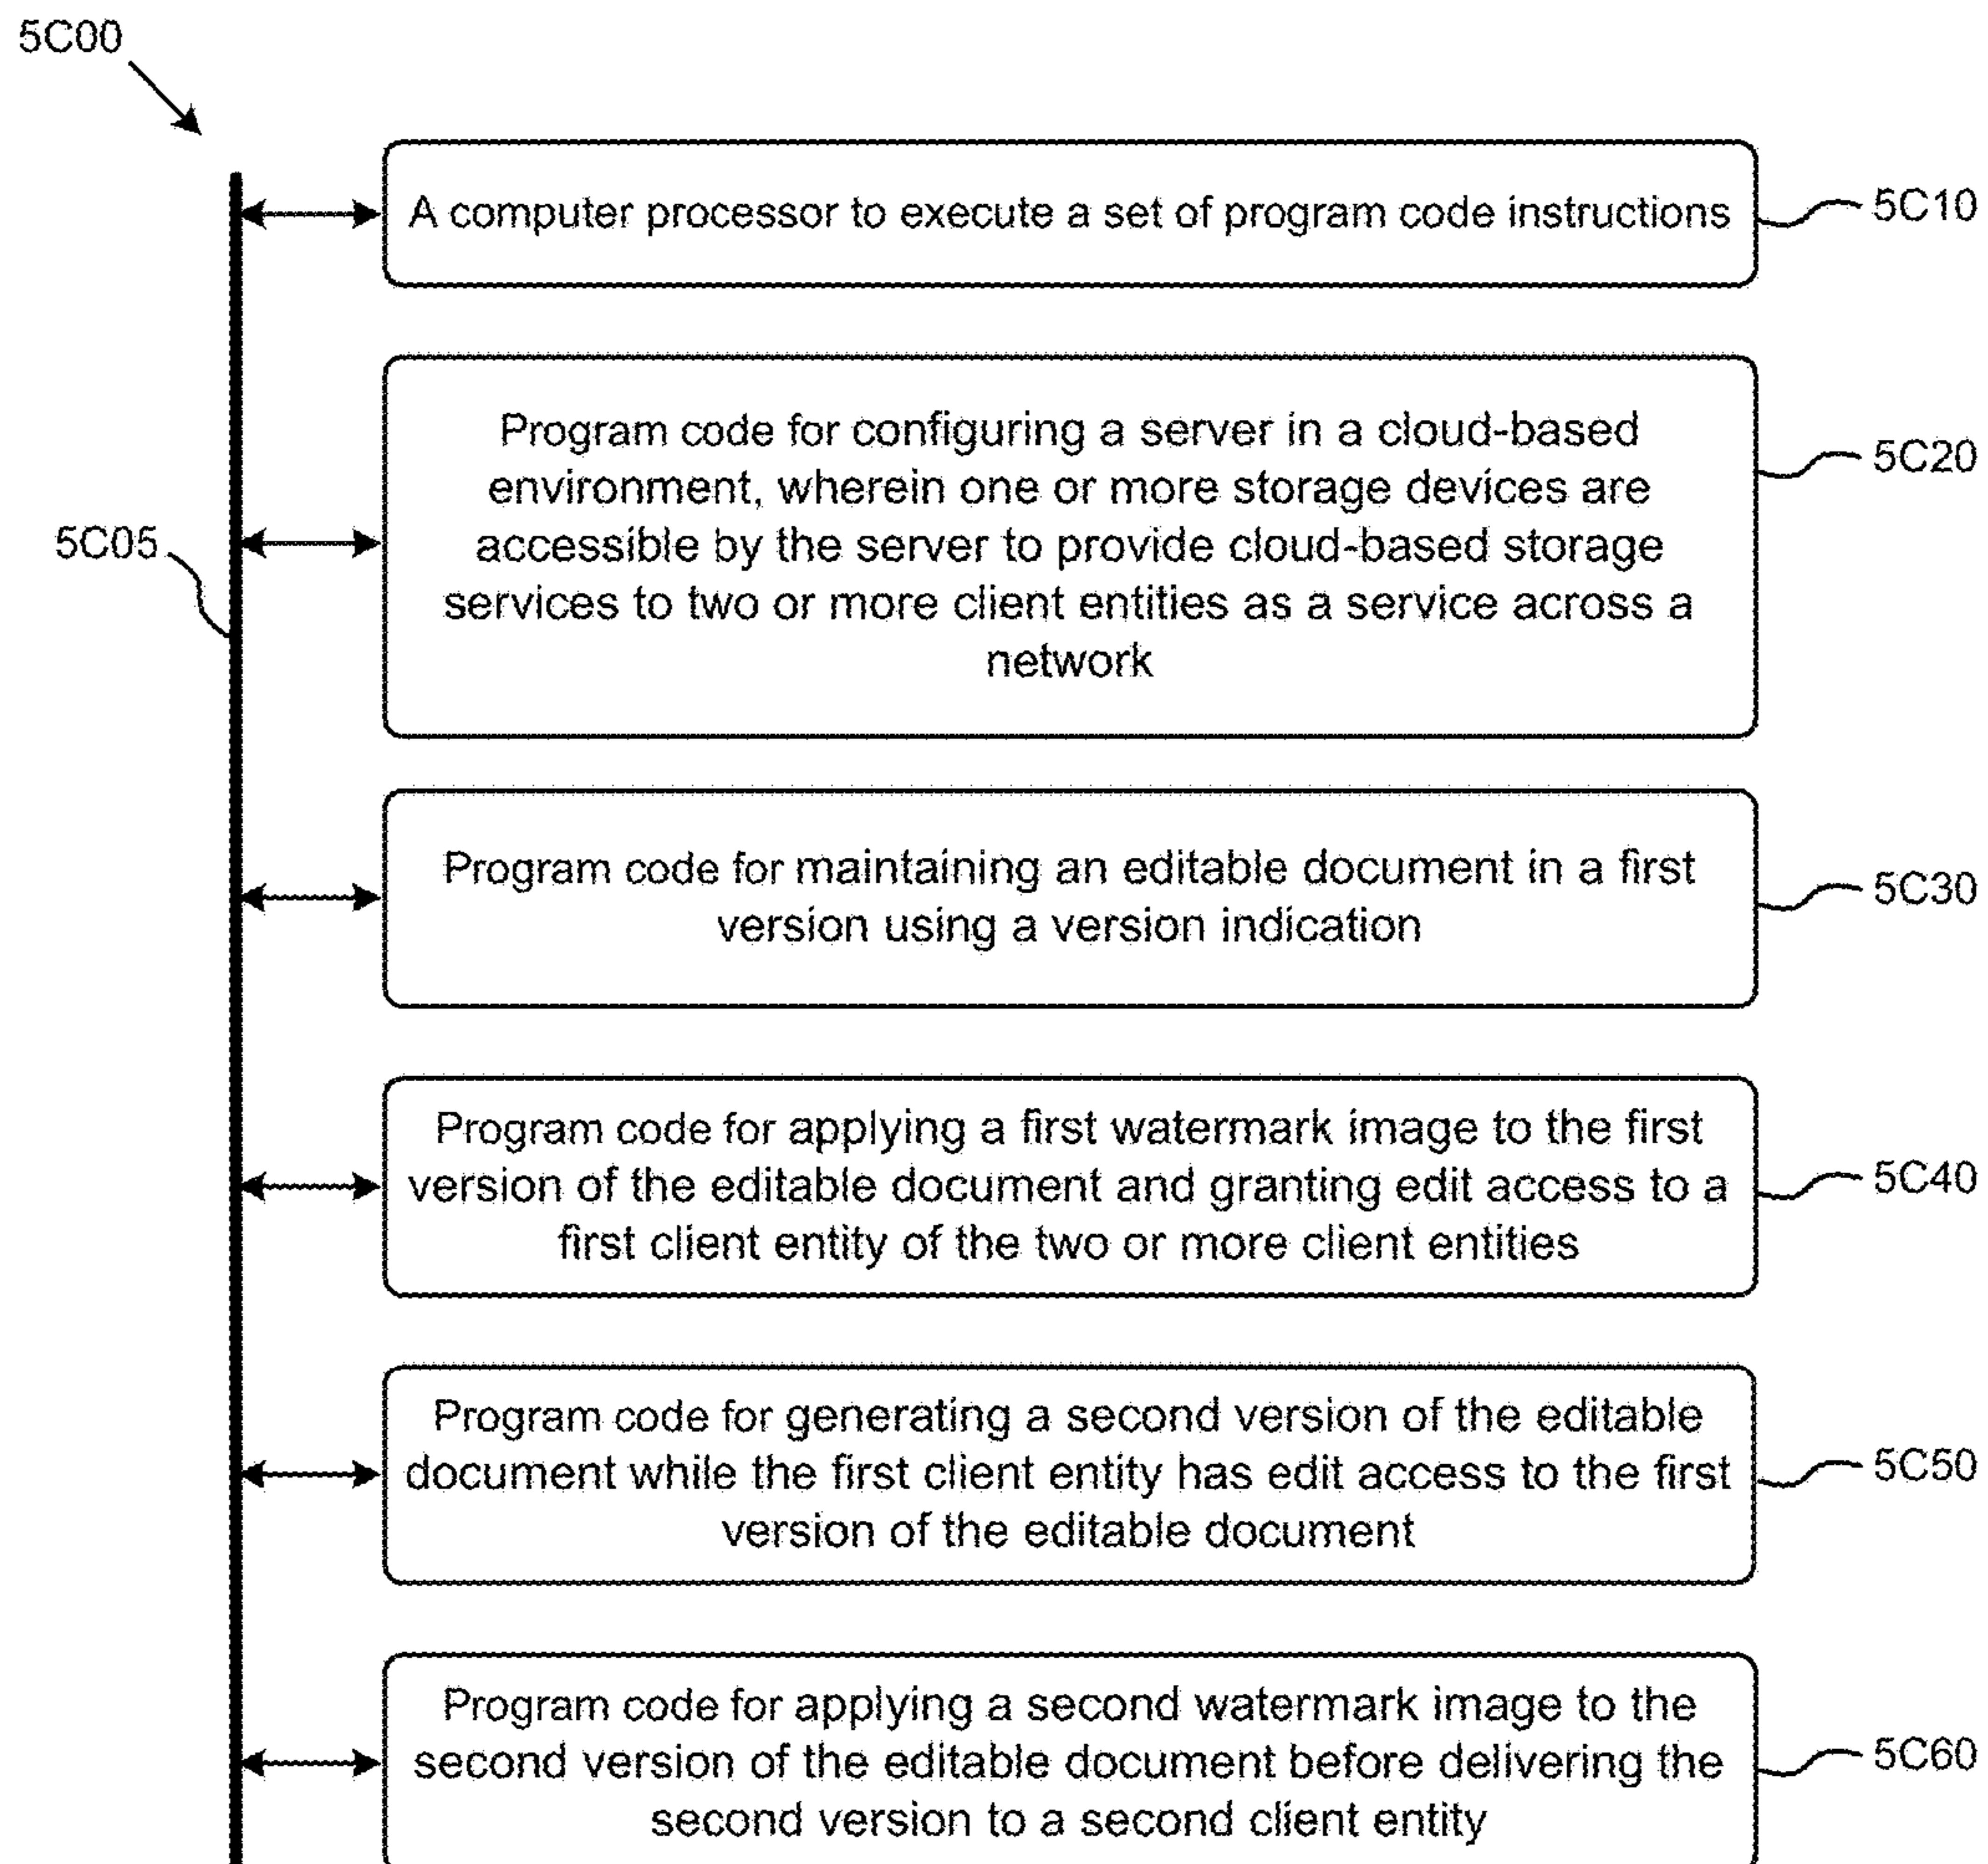 5C00
A computer processor to execute a set of program code instructions
5C10
Program code for configuring a server in a cloud-based
environment, wherein one or more storage devices are
accessible by the server to provide cloud-based storage
services to two or more client entities as a service across a
network
5C20
5C05
Program code for maintaining an editable document in a first
version using a version indication
5C30
Program code for applying a first watermark image to the first
version of the editable document and granting edit access to a
first client entity of the two or more client entities
5C40
Program code for generating a second version of the editable
document while the first client entity has edit access to the first
version of the editable document
5C50
Program code for applying a second watermark image to the
second version of the editable document before delivering the
second version to a second client entity
5C60